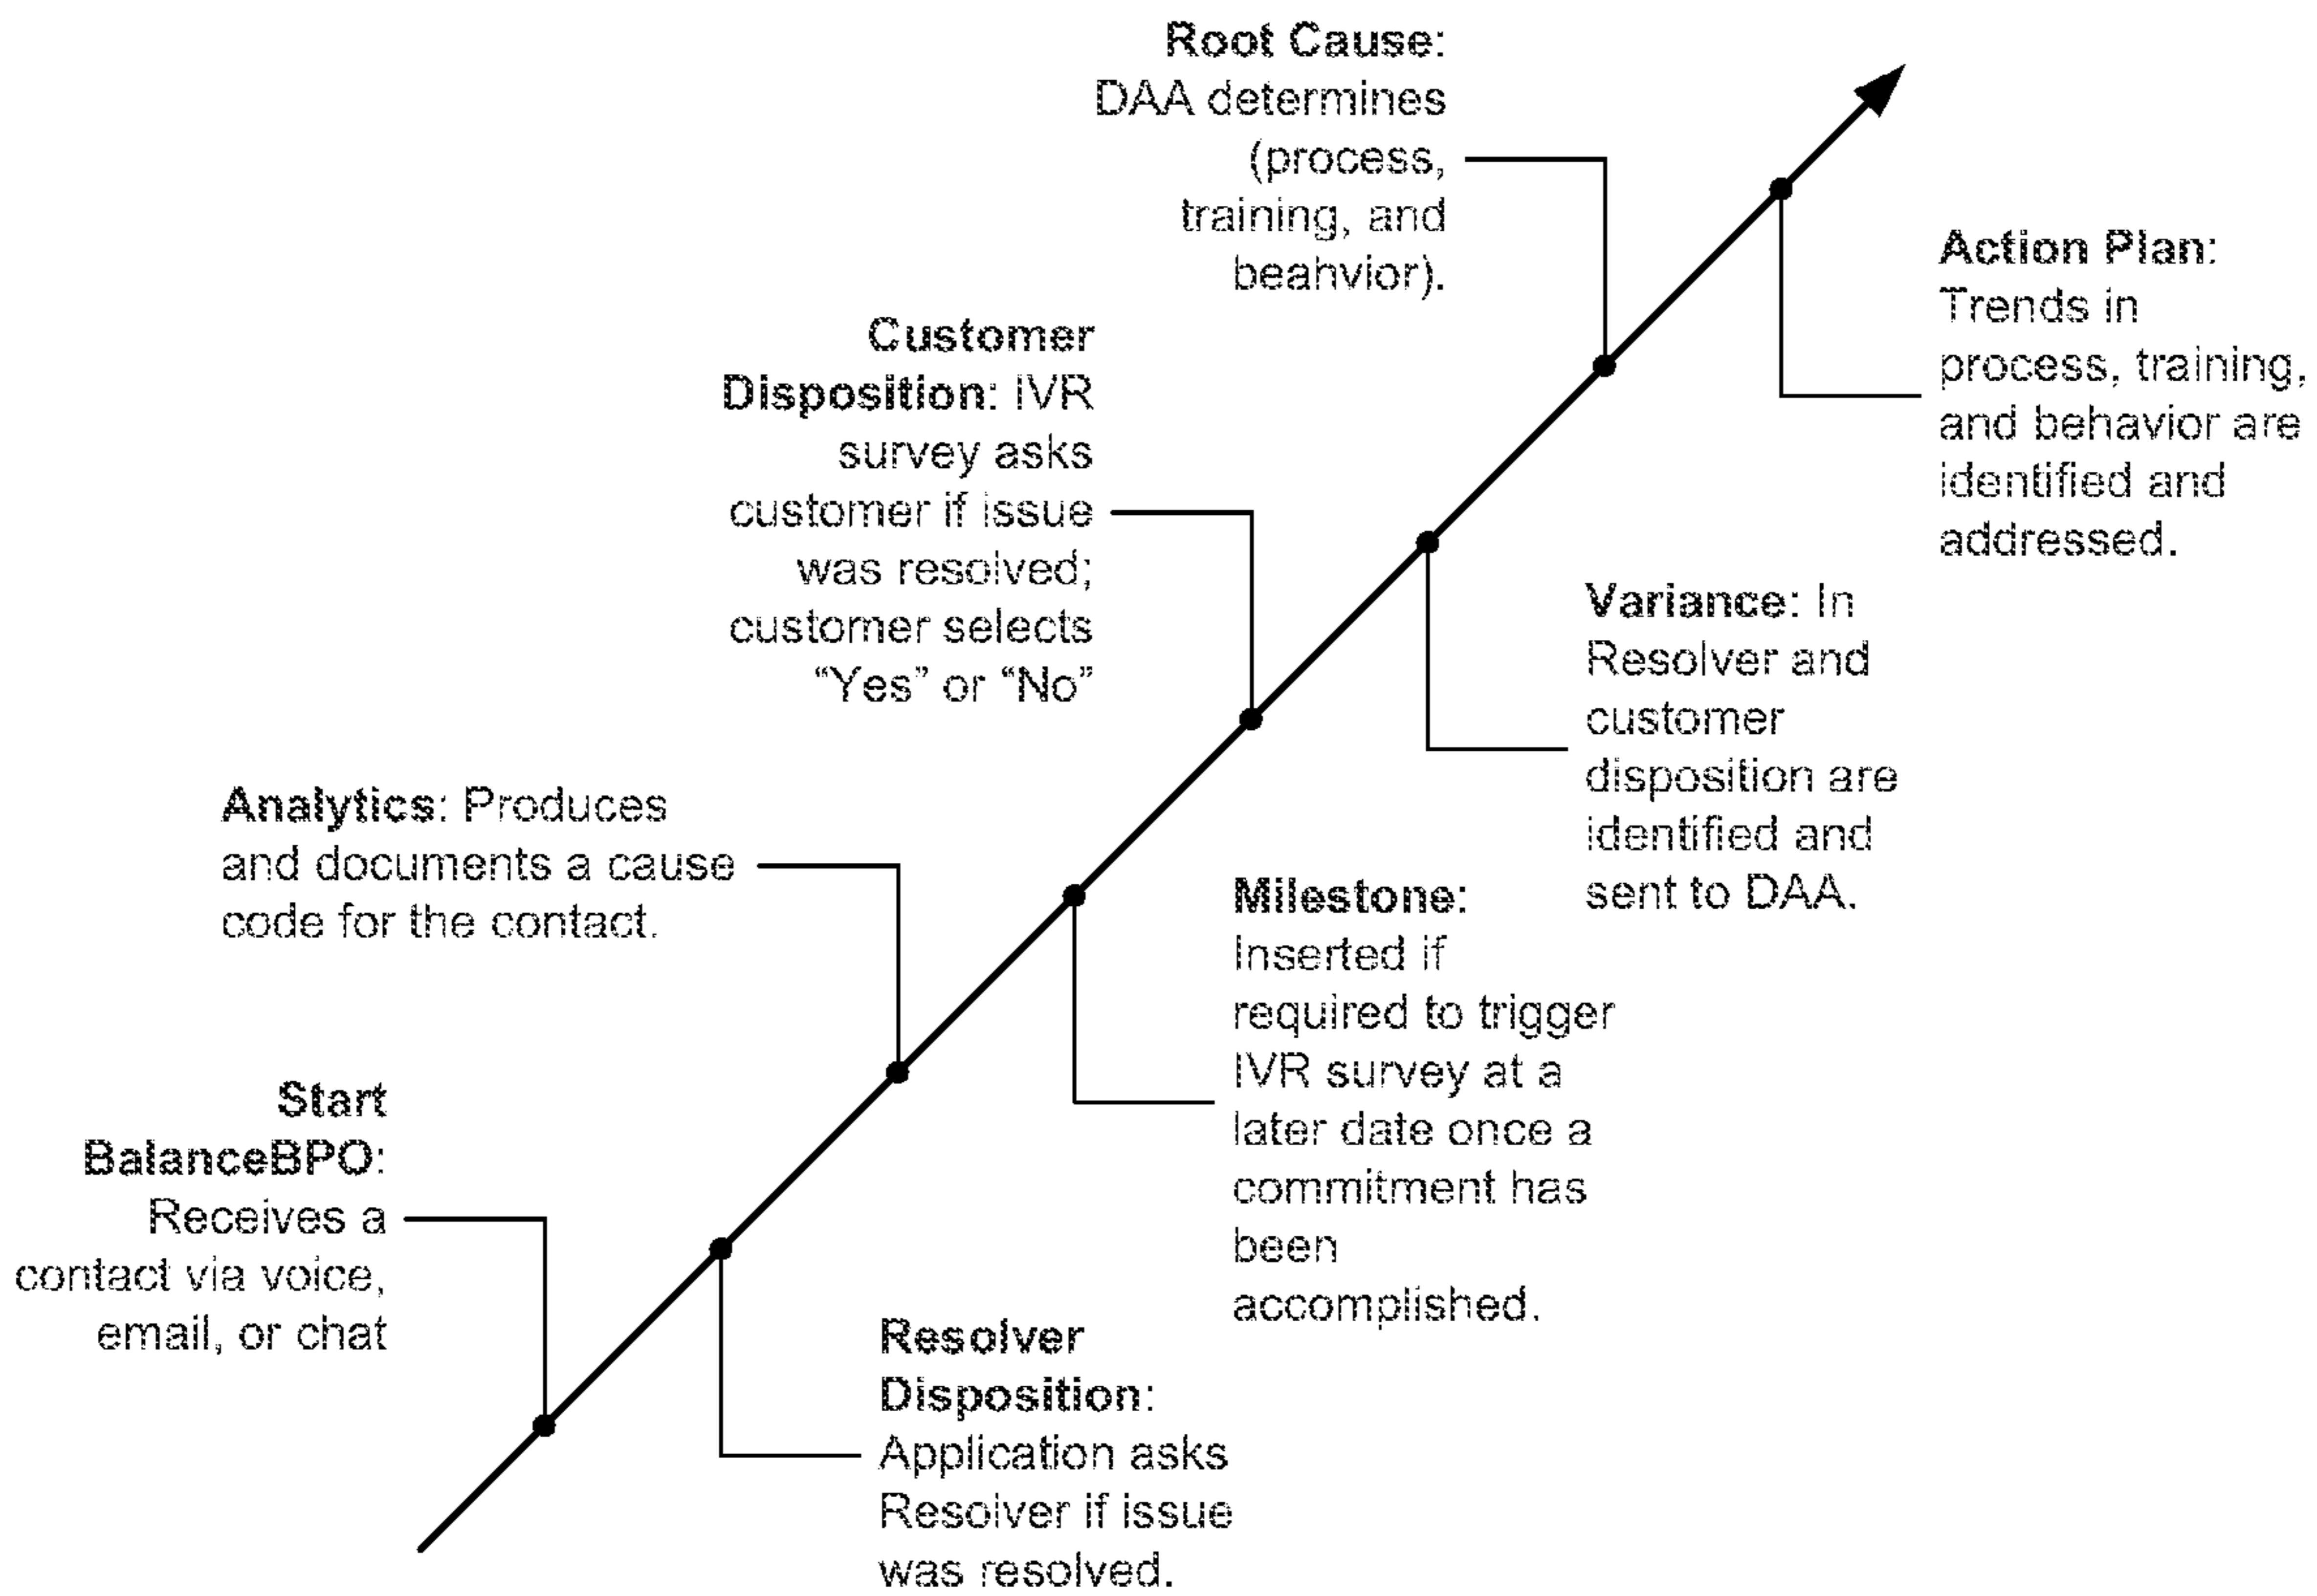 Root Cause:
DAA determines
(process,
training, and
beahvior).
Action Plan:
Trends in
process, training,
and behavior are
identified and
addressed.
Customer
Disposition: IVR
survey asks
customer if issue
was resolved;
customer selects
“Yes” or “No”
Variance: In
Resolver and
customer
disposition are
identified and
sent to DAA.
Analytics: Produces
and documents a cause
code for the contact.
Milestone:
Inserted if
required to trigger
IVR survey at a
later date once a
commitment has
been
accomplished.
Start
BalanceBPO:
Receives a
contact via voice,
email, or chat
Resolver
Disposition:
Application asks
Resolver if issue
was resolved.